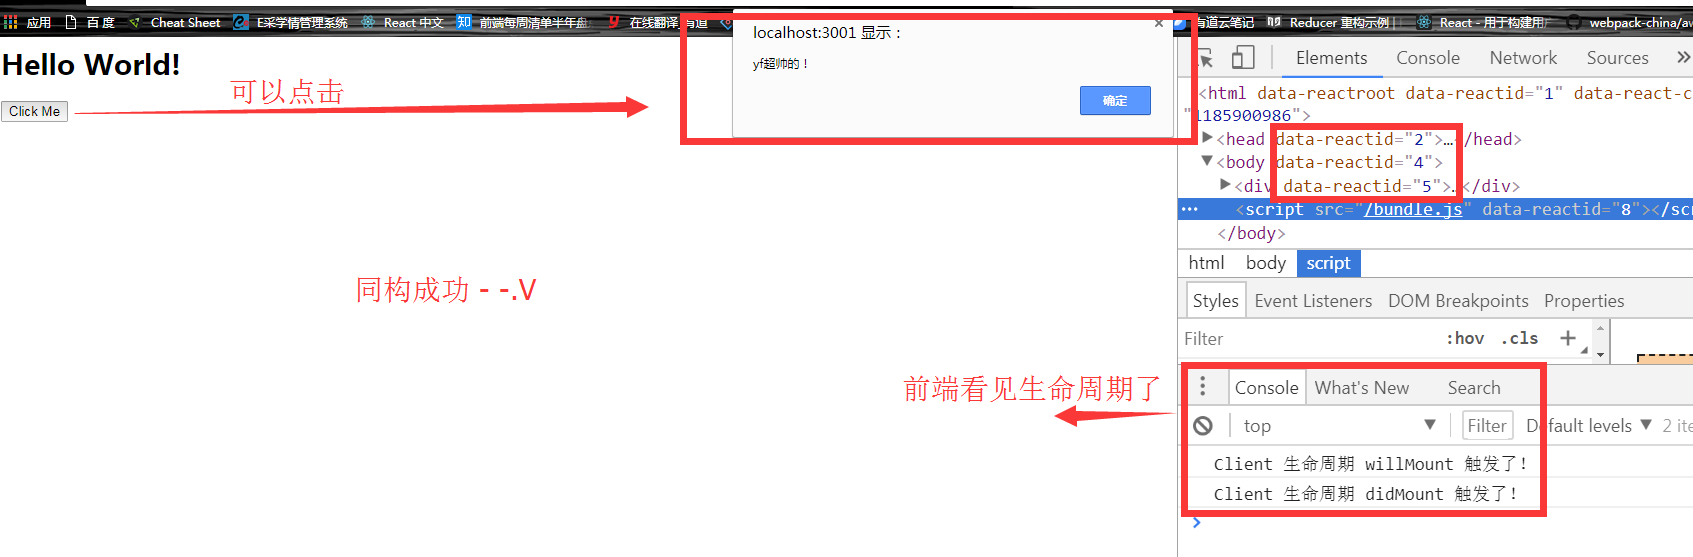 应用 百度 Cheat Sheet E采学情管理系统 React 中文 前端每周清单半年盘 在线翻译_有道 有道云笔记 Reducer 重构示例 | React - 用于构建用户 webpack-china/aw
Hello World!
Click Me
可以点击
localhost:3001 显示：
yf超帅的！
确定
同构成功 - -.V
前端看见生命周期了
Elements Console Network Sources »
<html data-reactroot data-reactid="1" data-react-c
"1185900986">
<head data-reactid="2">…</head>
<body data-reactid="4">
<div data-reactid="5">…</div>
<script src="/bundle.js" data-reactid="8"></scr
</body>
html body script
Styles Event Listeners DOM Breakpoints Properties
Filter :hov .cls +
Console What's New Search
top Filter Default levels 2 ite
Client 生命周期 willMount 触发了!
Client 生命周期 didMount 触发了!